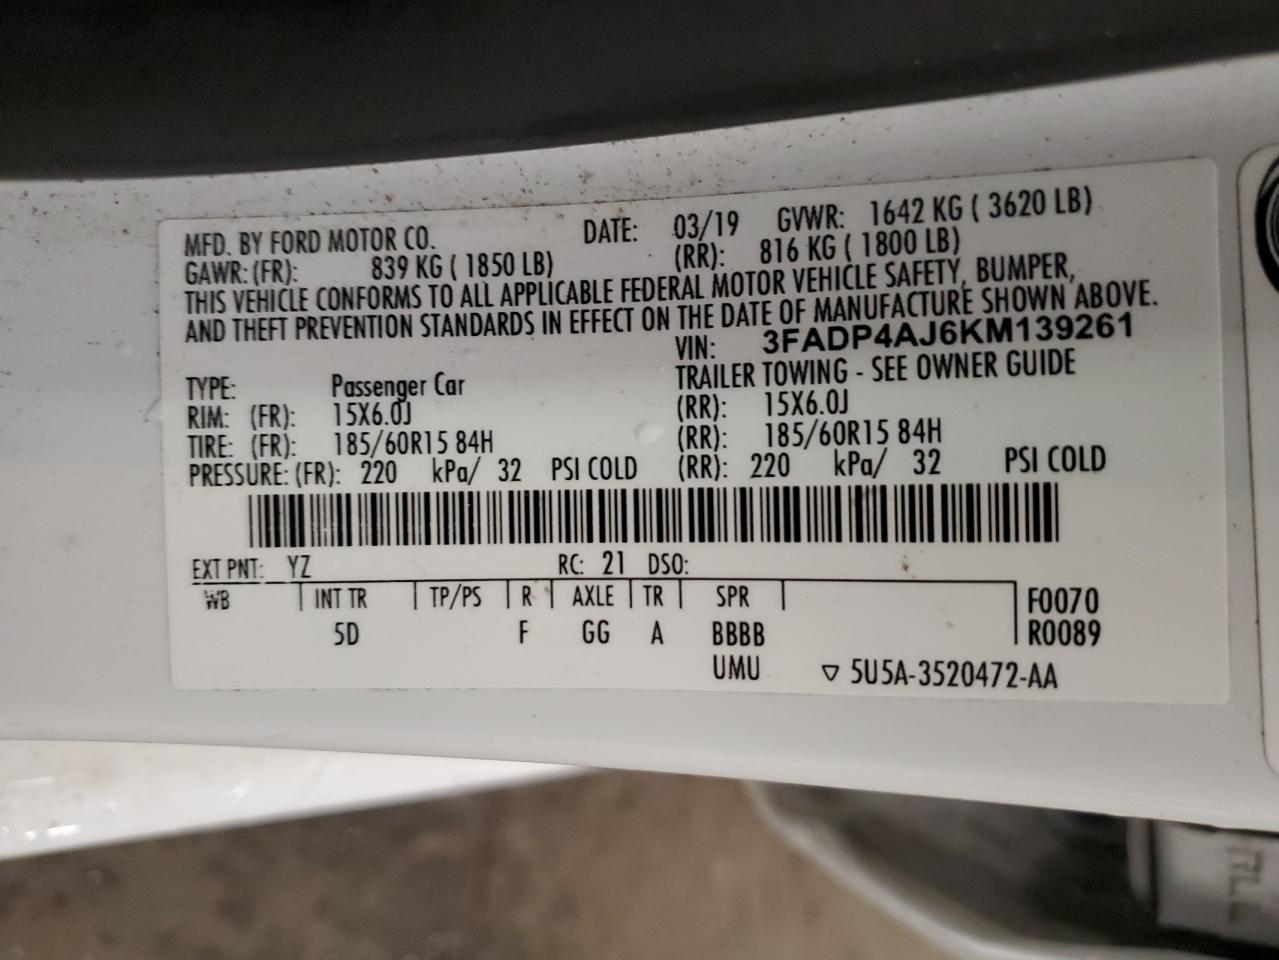 MFD. BY FORD MOTOR CO. DATE: 03/19 GVWR: 1642 KG ( 3620 LB)
GAWR: (FR): 839 KG ( 1850 LB) (RR): 816 KG ( 1800 LB)
THIS VEHICLE CONFORMS TO ALL APPLICABLE FEDERAL MOTOR VEHICLE SAFETY, BUMPER,
AND THEFT PREVENTION STANDARDS IN EFFECT ON THE DATE OF MANUFACTURE SHOWN ABOVE.
VIN: 3FADP4AJ6KM139261
TYPE: Passenger Car TRAILER TOWING - SEE OWNER GUIDE
RIM: (FR): 15X6.0J (RR): 15X6.0J
TIRE: (FR): 185/60R15 84H (RR): 185/60R15 84H
PRESSURE: (FR): 220 kPa/ 32 PSI COLD (RR): 220 kPa/ 32 PSI COLD
EXT PNT: YZ RC: 21 DSO:
WB INT TR TP/PS R AXLE TR SPR F0070
5D F GG A BBBB R0089
UMU ▽ 5U5A-3520472-AA